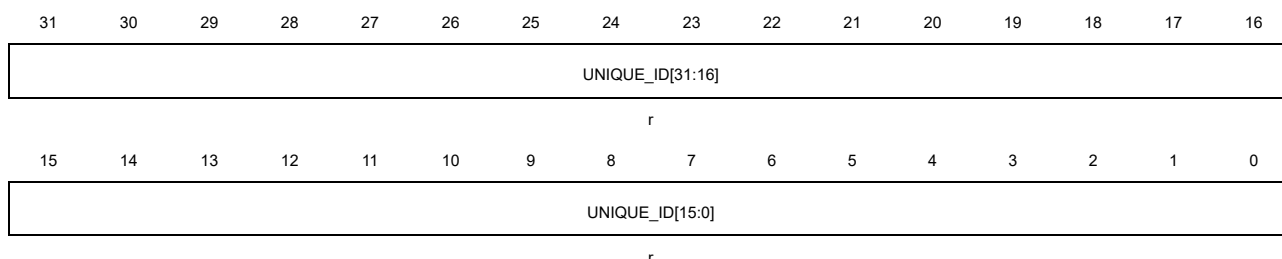 31 30 29 28 27 26 25 24 23 22 21 20 19 18 17 16
UNIQUE_ID[31:16]
r
15 14 13 12 11 10 9 8 7 6 5 4 3 2 1 0
UNIQUE_ID[15:0]
r